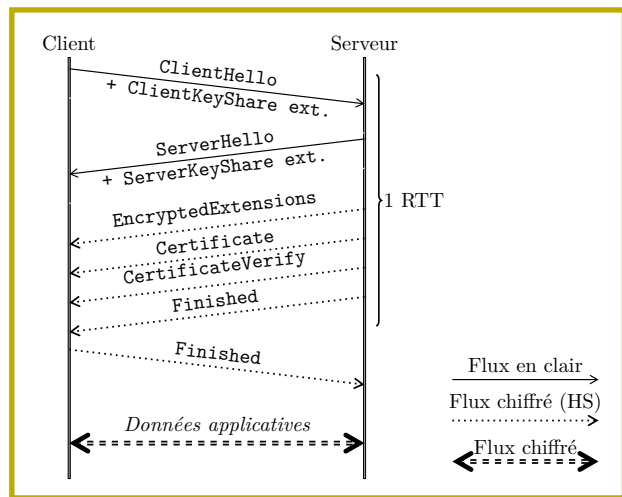 Client
Serveur
ClientHello
+ ClientKeyShare ext.
ServerHello
+ ServerKeyShare ext.
1 RTT
EncryptedExtensions
Certificate
CertificateVerify
Finished
Finished
Données applicatives
Flux en clair
Flux chiffré (HS)
Flux chiffré